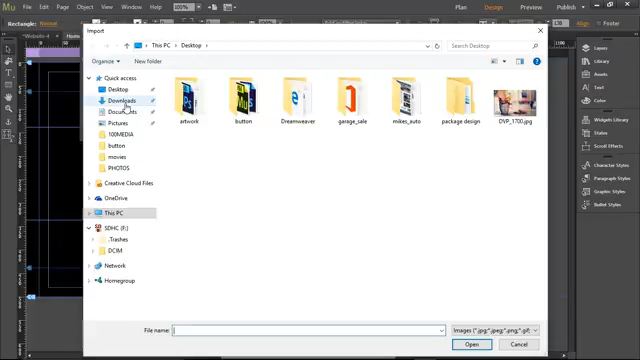 Mu File Edit
Window Help
100%
Plan Design Preview Publish
Rectangle: Normal
Footer
Website-4
Import
This PC > Desktop
Search Desktop
Organize
New folder
Quick access
Desktop
Downloads
Documents
Pictures
100MEDIA
button
movies
PHOTOS
Creative Cloud Files
OneDrive
This PC
SDHC (F:)
.Trashes
DCIM
Network
Homegroup
artwork
button
Dreamweaver
garage_sale
mikes_auto
package design
DVP_1700.jpg
File name:
Images (*.jpg;*.jpeg;*.png;*.gif;
Open
Cancel
Layers
Library
Assets
Text
Color
Widgets Library
Scroll Effects
Character Styles
Paragraph Styles
Graphic Styles
Bullet Styles